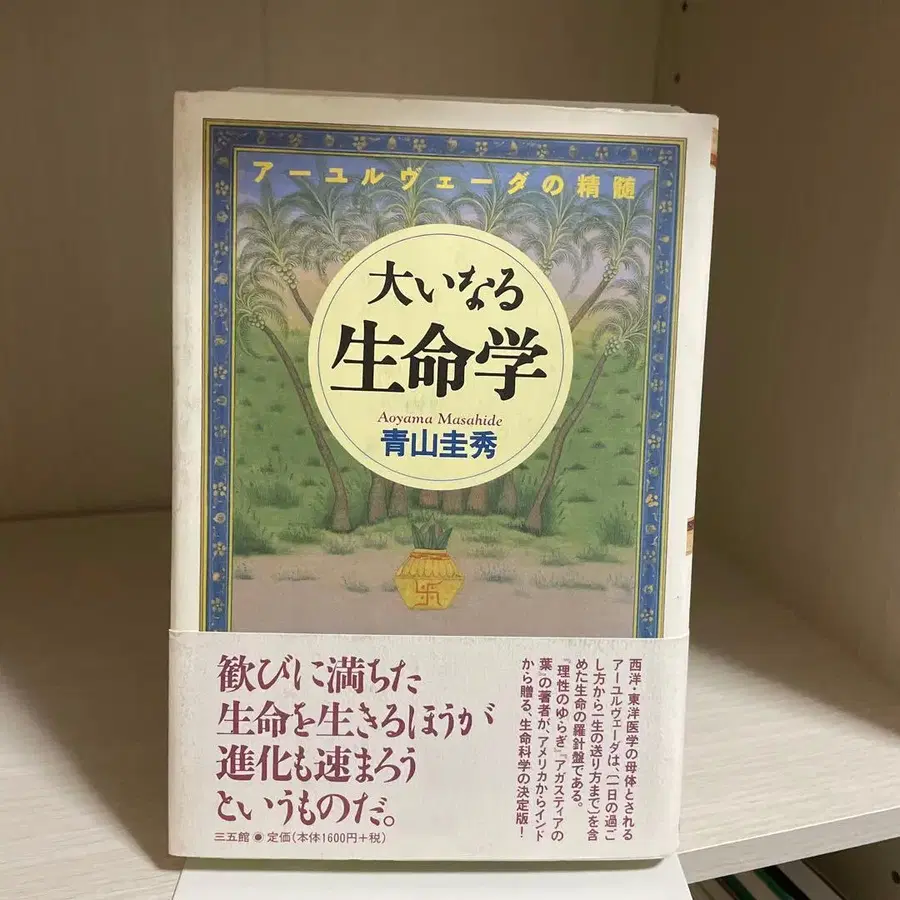 アーユルヴェーダの精髄
大いなる
生命学
Aoyama Masahide
青山圭秀
歓びに満ちた
生命を生きるほうが
進化も速まろう
というものだ。
西洋・東洋医学の母体とされる
アーユルヴェーダは、〔一日の過ご
し方から一生の送り方まで〕を含
めた生命の羅針盤である。
『理性のゆらぎ』『アガスティアの
葉』の著者が、アメリカからインド
から贈る、生命科学の決定版！
三五館●定価(本体1600円+税)